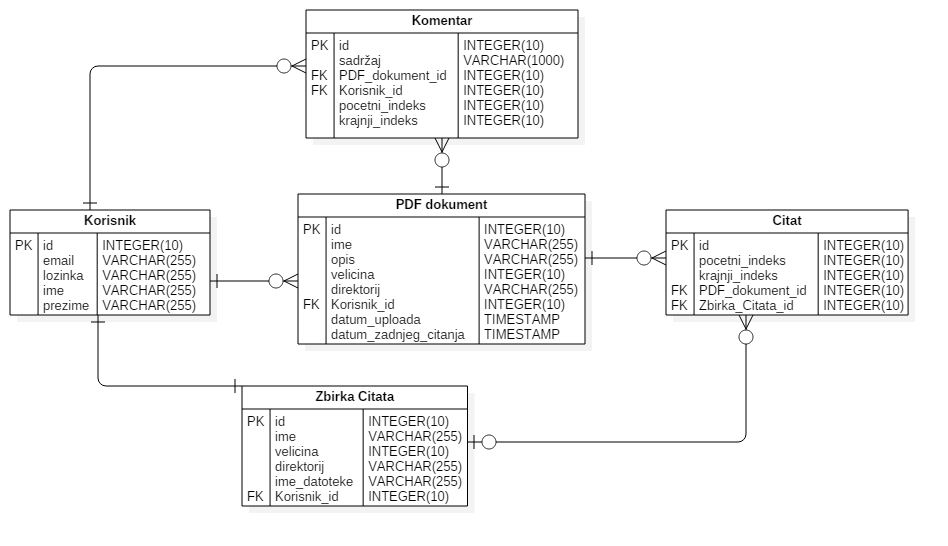 Komentar
PK id INTEGER(10)
sadržaj VARCHAR(1000)
FK PDF_dokument_id INTEGER(10)
FK Korisnik_id INTEGER(10)
pocetni_indeks INTEGER(10)
krajnji_indeks INTEGER(10)
Korisnik
PK id INTEGER(10)
email VARCHAR(255)
lozinka VARCHAR(255)
ime VARCHAR(255)
prezime VARCHAR(255)
PDF dokument
PK id INTEGER(10)
ime VARCHAR(255)
opis VARCHAR(255)
velicina INTEGER(10)
direktorij VARCHAR(255)
FK Korisnik_id INTEGER(10)
datum_uploada TIMESTAMP
datum_zadnjeg_citanja TIMESTAMP
Citat
PK id INTEGER(10)
pocetni_indeks INTEGER(10)
krajnji_indeks INTEGER(10)
FK PDF_dokument_id INTEGER(10)
FK Zbirka_Citata_id INTEGER(10)
Zbirka Citata
PK id INTEGER(10)
ime VARCHAR(255)
velicina INTEGER(10)
direktorij VARCHAR(255)
ime_datoteke VARCHAR(255)
FK Korisnik_id INTEGER(10)